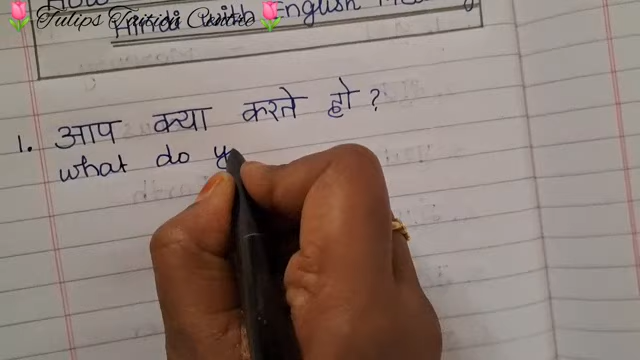 🌷Tulips Tuition Centre🌷
Hindi with English
1. आप क्या करते हो ?
what do y